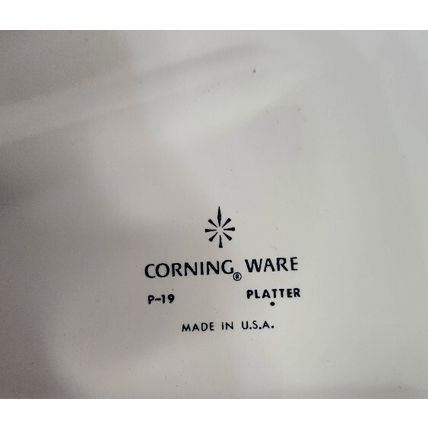 CORNING® WARE
P-19 PLATTER
MADE IN U.S.A.